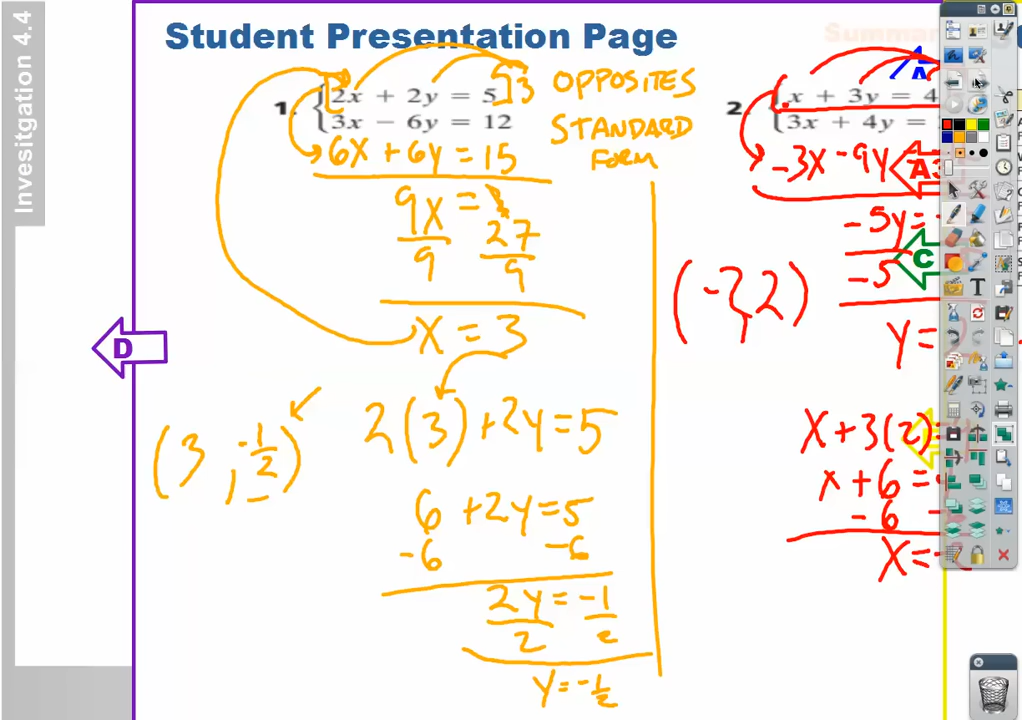 Invesitgation 4.4
Student Presentation Page
1. 2x + 2y = 5 ]3
3x − 6y = 12
OPPOSITES
STANDARD
FORM
6x + 6y = 15
9x = 27
9 9
x = 3
2(3) + 2y = 5
6 + 2y = 5
-6 -6
2y = -1
2 2
y = -1/2
(3, -1/2)
D
2. x + 3y = 4
3x + 4y =
-3x -9y
A
-5y =
-5
C
y =
(-2, 2)
x + 3(2) =
x + 6 =
- 6 -
x = -
T